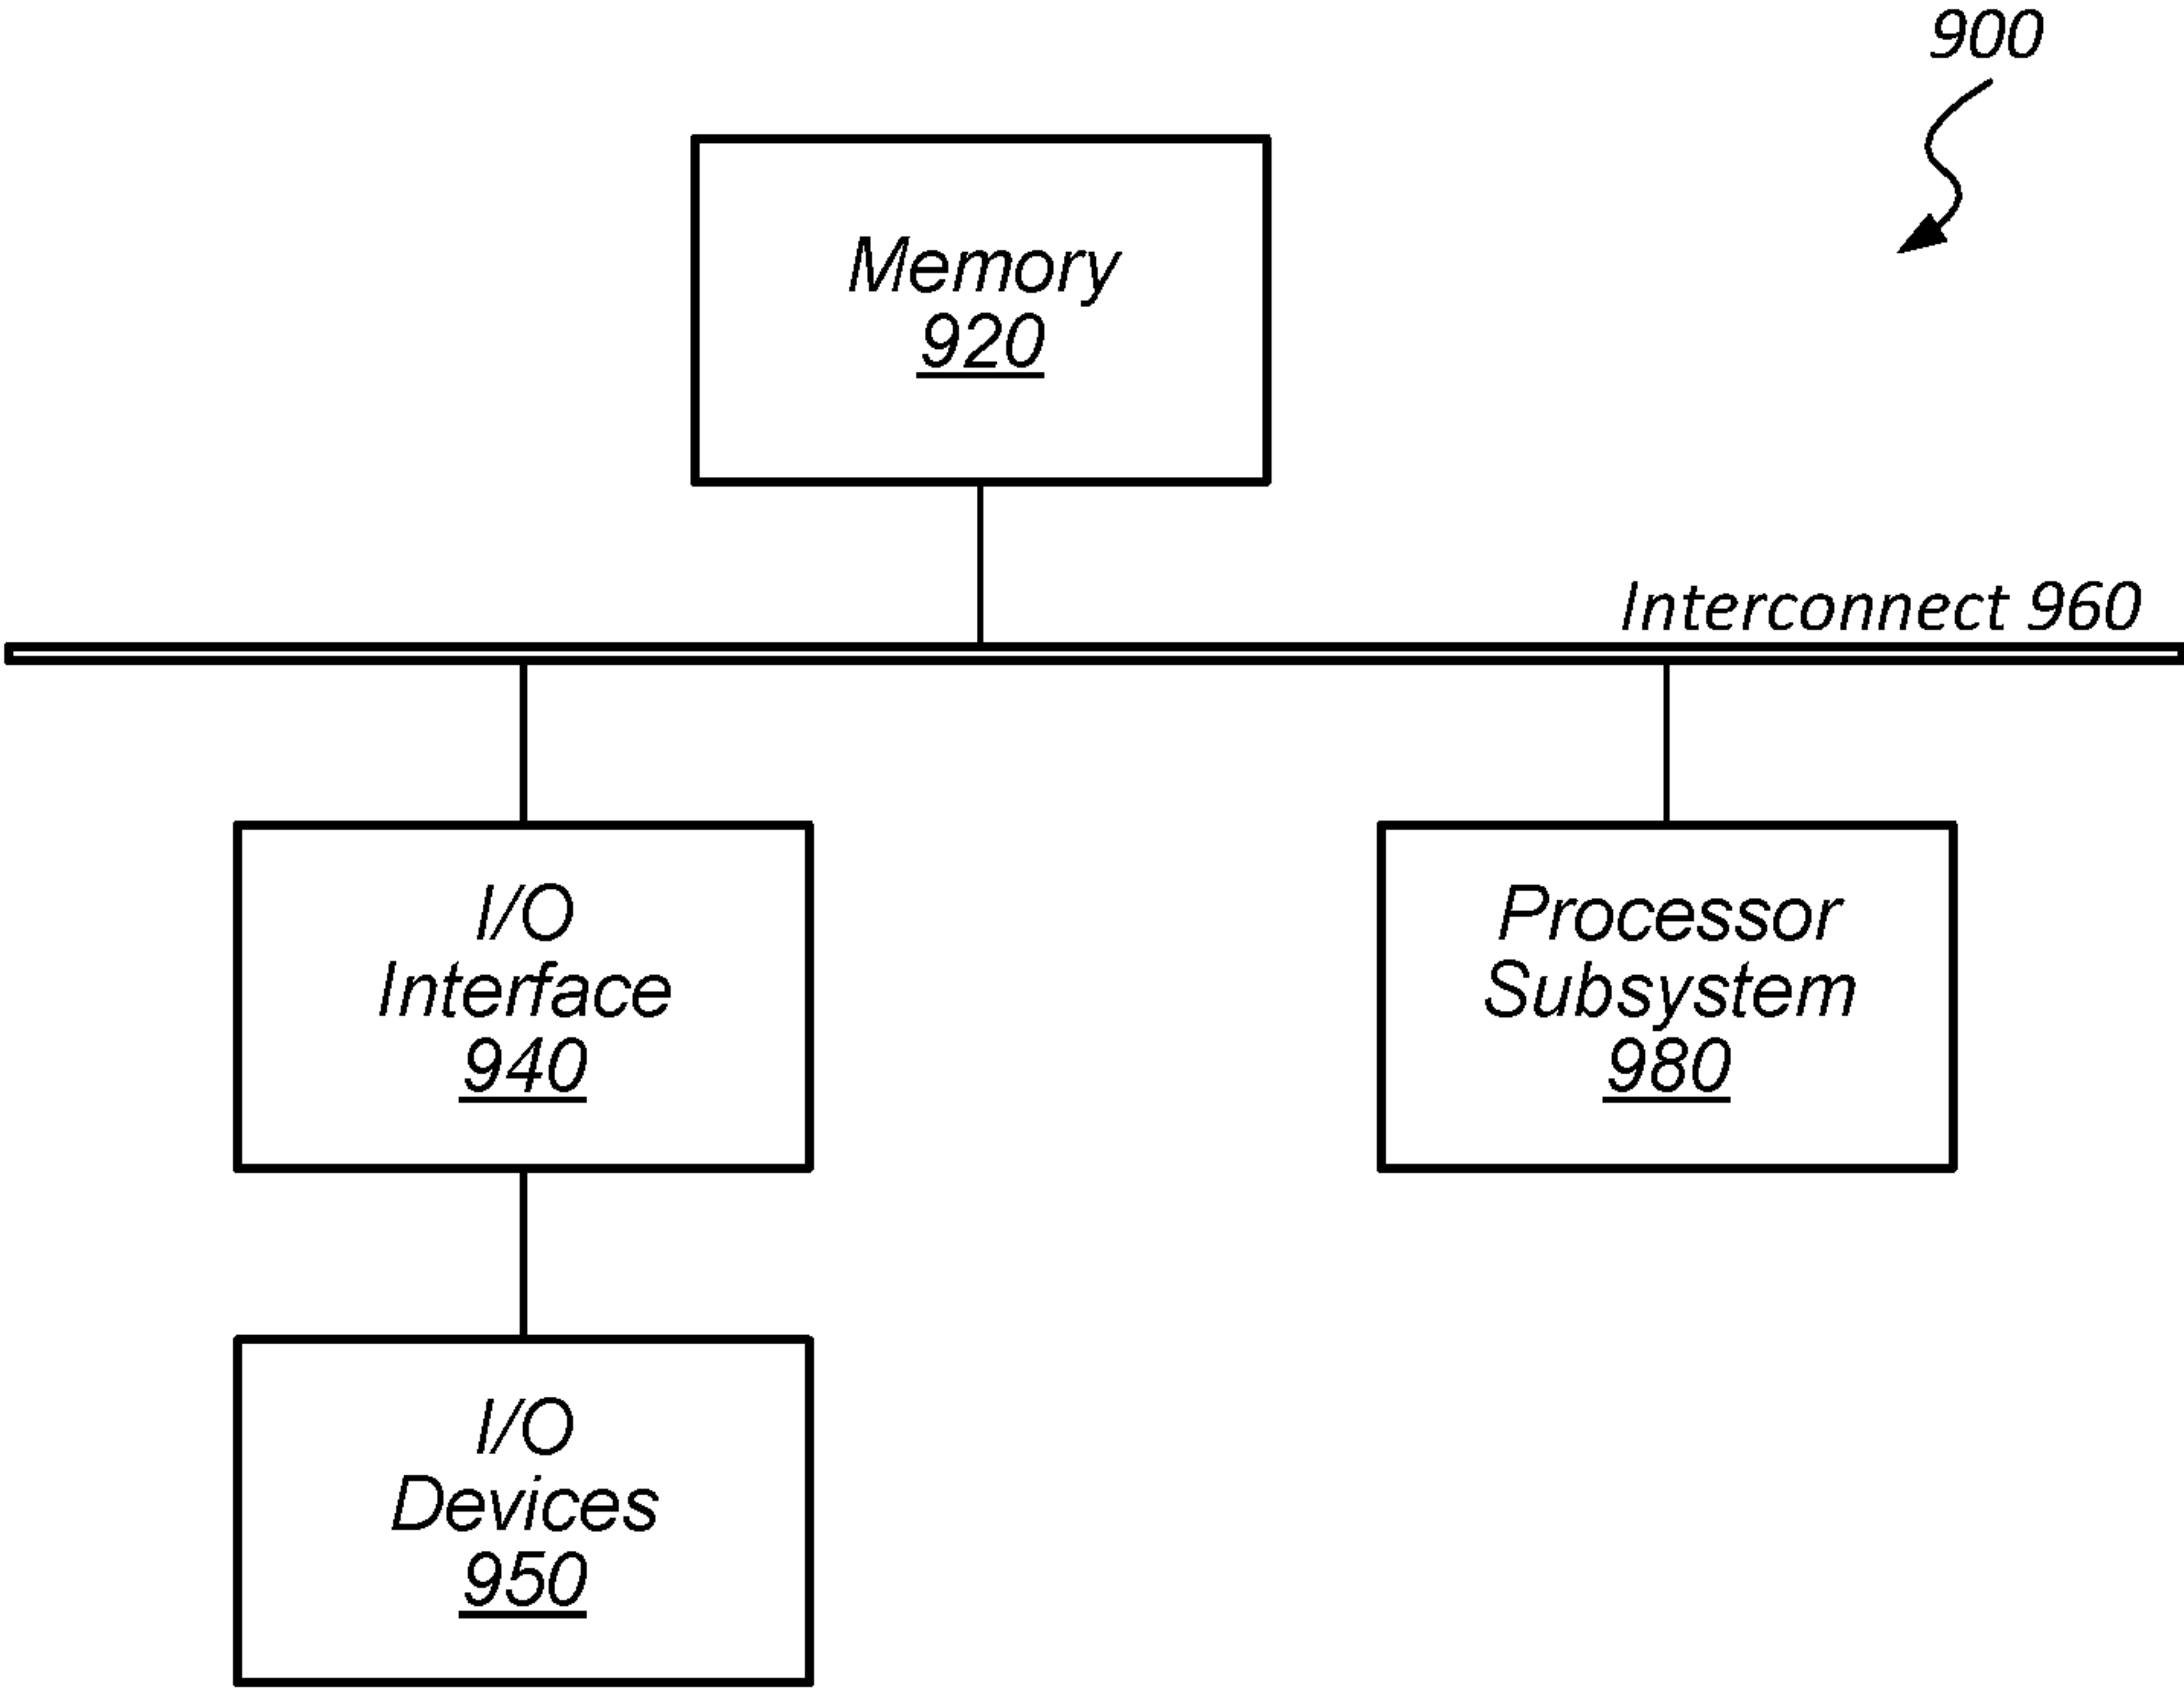 900
Memory
920
Interconnect 960
I/O
Interface
940
Processor
Subsystem
980
I/O
Devices
950